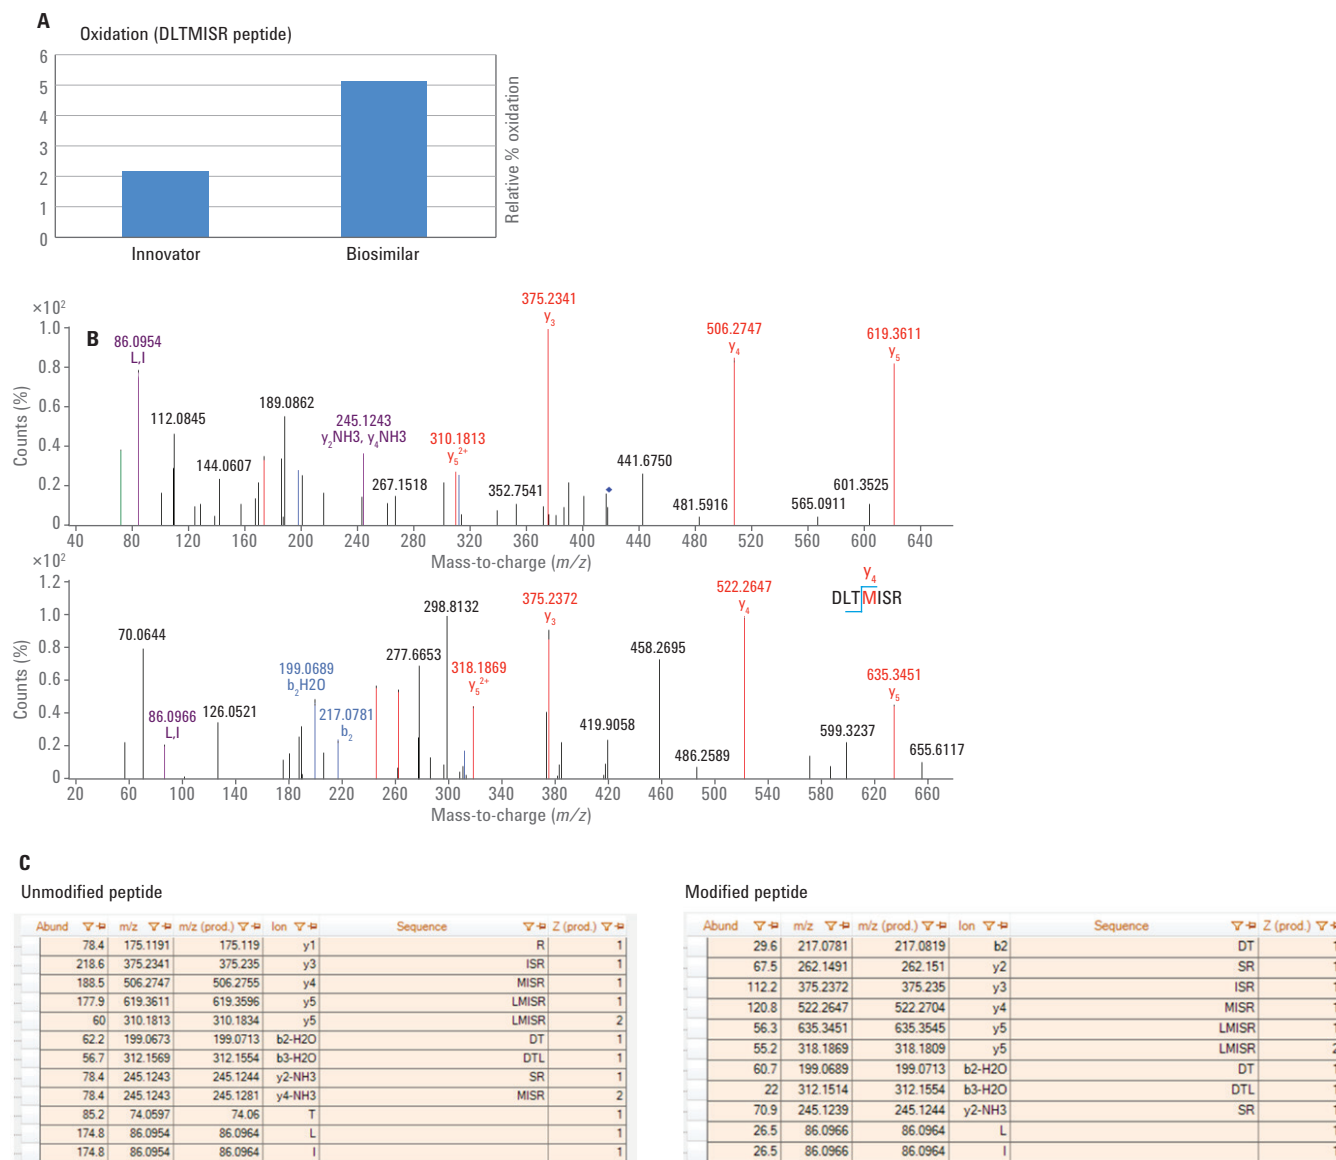 A
Oxidation (DLTMISR peptide)
6
5
4
3
2
1
0
Relative % oxidation
Innovator
Biosimilar
B
×10²
1.0
0.8
0.6
0.4
0.2
0
Counts (%)
86.0954
L,I
112.0845
144.0607
189.0862
245.1243
y₂NH3, y₄NH3
267.1518
310.1813
y₅²⁺
352.7541
375.2341
y₃
441.6750
481.5916
506.2747
y₄
565.0911
601.3525
619.3611
y₅
40 80 120 160 200 240 280 320 360 400 440 480 520 560 600 640
Mass-to-charge (m/z)
×10²
1.2
1.0
0.8
0.6
0.4
0.2
0
Counts (%)
70.0644
86.0966
L,I
126.0521
199.0689
b₂H2O
217.0781
b₂
277.6653
298.8132
318.1869
y₅²⁺
375.2372
y₃
419.9058
458.2695
486.2589
522.2647
y₄
599.3237
635.3451
y₅
655.6117
y₄
DLTMISR
20 60 100 140 180 220 260 300 340 380 420 460 500 540 580 620 660
Mass-to-charge (m/z)
C
Unmodified peptide
Abund m/z m/z (prod.) Ion Sequence Z (prod.)
78.4 175.1191 175.119 y1 R 1
218.6 375.2341 375.235 y3 ISR 1
188.5 506.2747 506.2755 y4 MISR 1
177.9 619.3611 619.3596 y5 LMISR 1
60 310.1813 310.1834 y5 LMISR 2
62.2 199.0673 199.0713 b2-H2O DT 1
56.7 312.1569 312.1554 b3-H2O DTL 1
78.4 245.1243 245.1244 y2-NH3 SR 1
78.4 245.1243 245.1281 y4-NH3 MISR 2
85.2 74.0597 74.06 T 1
174.8 86.0954 86.0964 L 1
174.8 86.0954 86.0964 I 1
Modified peptide
Abund m/z m/z (prod.) Ion Sequence Z (prod.)
29.6 217.0781 217.0819 b2 DT 1
67.5 262.1491 262.151 y2 SR 1
112.2 375.2372 375.235 y3 ISR 1
120.8 522.2647 522.2704 y4 MISR 1
56.3 635.3451 635.3545 y5 LMISR 1
55.2 318.1869 318.1809 y5 LMISR 2
60.7 199.0689 199.0713 b2-H2O DT 1
22 312.1514 312.1554 b3-H2O DTL 1
70.9 245.1239 245.1244 y2-NH3 SR 1
26.5 86.0966 86.0964 L 1
26.5 86.0966 86.0964 I 1